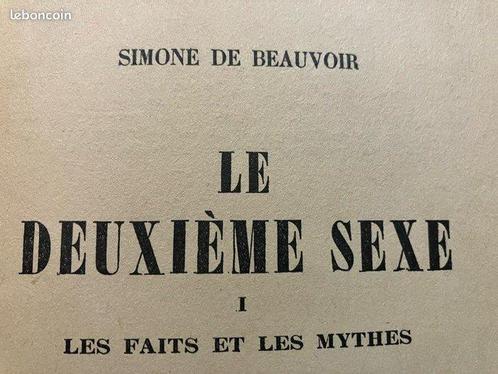 leboncoin
SIMONE DE BEAUVOIR
LE
DEUXIÈME SEXE
I
LES FAITS ET LES MYTHES